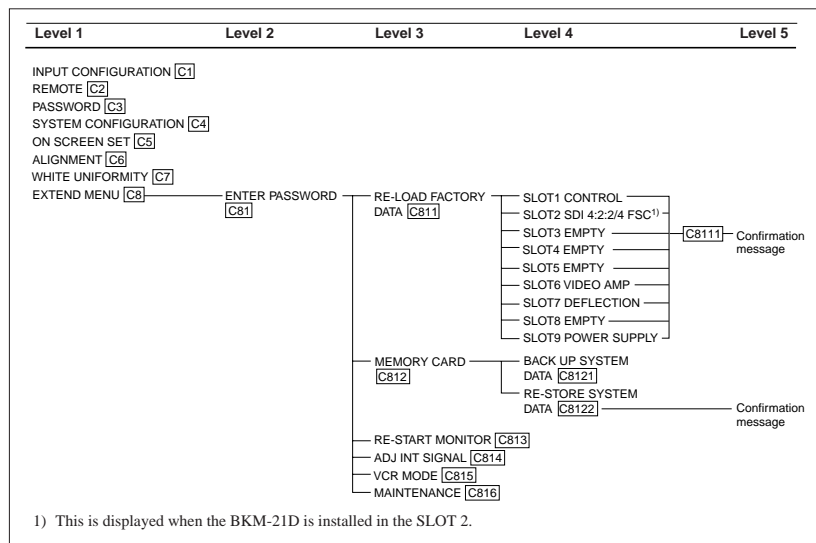 Level 1 Level 2 Level 3 Level 4 Level 5
INPUT CONFIGURATION C1
REMOTE C2
PASSWORD C3
SYSTEM CONFIGURATION C4
ON SCREEN SET C5
ALIGNMENT C6
WHITE UNIFORMITY C7
EXTEND MENU C8
ENTER PASSWORD
C81
RE-LOAD FACTORY
DATA C811
SLOT1 CONTROL
SLOT2 SDI 4:2:2/4 FSC1)
SLOT3 EMPTY
SLOT4 EMPTY
SLOT5 EMPTY
SLOT6 VIDEO AMP
SLOT7 DEFLECTION
SLOT8 EMPTY
SLOT9 POWER SUPPLY
C8111
Confirmation
message
MEMORY CARD
C812
BACK UP SYSTEM
DATA C8121
RE-STORE SYSTEM
DATA C8122
Confirmation
message
RE-START MONITOR C813
ADJ INT SIGNAL C814
VCR MODE C815
MAINTENANCE C816
1) This is displayed when the BKM-21D is installed in the SLOT 2.